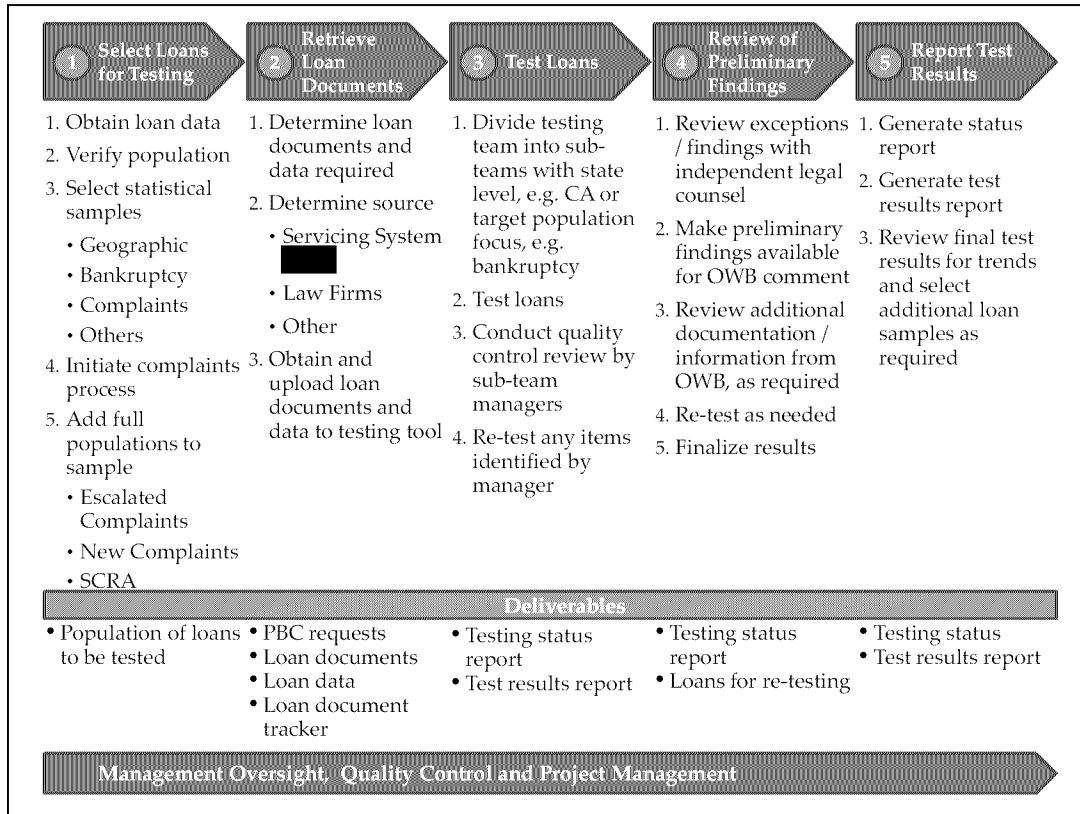 1
Select Loans
for Testing
2
Retrieve
Loan
Documents
3
Test Loans
4
Review of
Preliminary
Findings
5
Report Test
Results
1. Obtain loan data
2. Verify population
3. Select statistical
samples
• Geographic
• Bankruptcy
• Complaints
• Others
4. Initiate complaints
process
5. Add full
populations to
sample
• Escalated
Complaints
• New Complaints
• SCRA
1. Determine loan
documents and
data required
2. Determine source
• Servicing System
• Law Firms
• Other
3. Obtain and
upload loan
documents and
data to testing tool
1. Divide testing
team into sub-
teams with state
level, e.g. CA or
target population
focus, e.g.
bankruptcy
2. Test loans
3. Conduct quality
control review by
sub-team
managers
4. Re-test any items
identified by
manager
1. Review exceptions
/ findings with
independent legal
counsel
2. Make preliminary
findings available
for OWB comment
3. Review additional
documentation /
information from
OWB, as required
4. Re-test as needed
5. Finalize results
1. Generate status
report
2. Generate test
results report
3. Review final test
results for trends
and select
additional loan
samples as
required
Deliverables
• Population of loans
to be tested
• PBC requests
• Loan documents
• Loan data
• Loan document
tracker
• Testing status
report
• Test results report
• Testing status
report
• Loans for re-testing
• Testing status
• Test results report
Management Oversight, Quality Control and Project Management